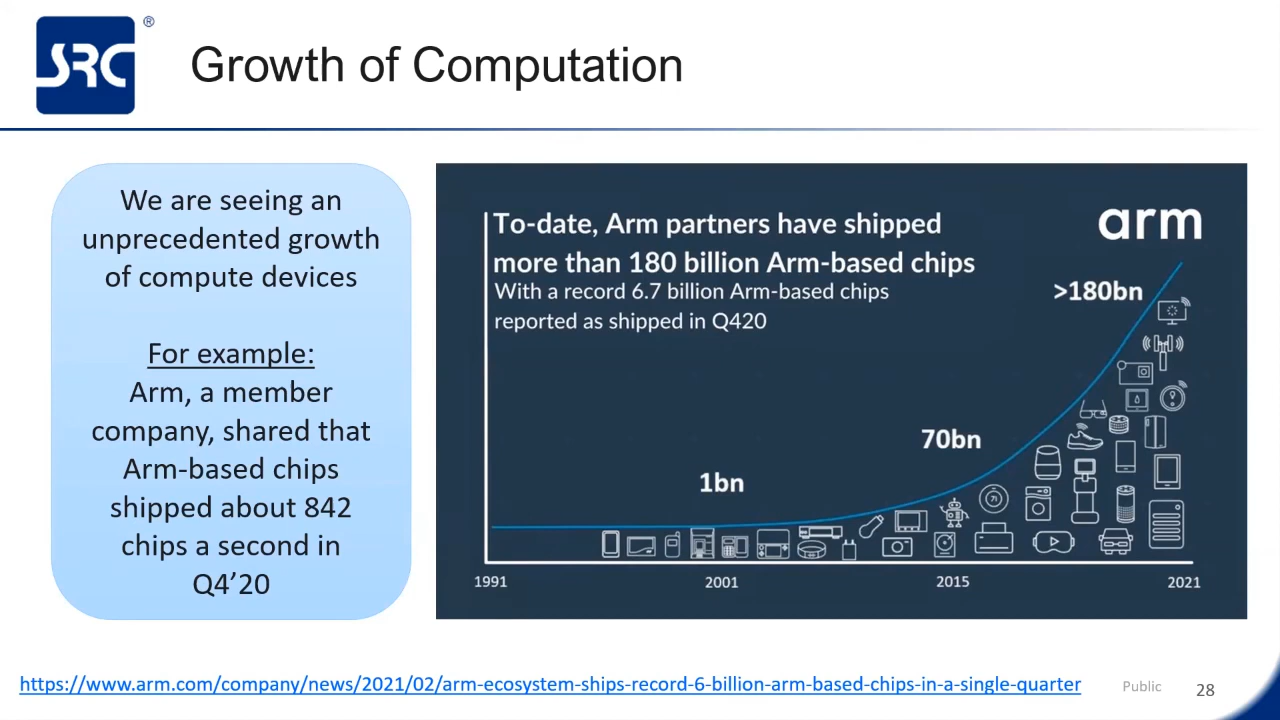 SRC®
Growth of Computation
We are seeing an
unprecedented growth
of compute devices
For example:
Arm, a member
company, shared that
Arm-based chips
shipped about 842
chips a second in
Q4’20
To-date, Arm partners have shipped
more than 180 billion Arm-based chips
With a record 6.7 billion Arm-based chips
reported as shipped in Q420
arm
>180bn
70bn
1bn
71
1991
2001
2015
2021
https://www.arm.com/company/news/2021/02/arm-ecosystem-ships-record-6-billion-arm-based-chips-in-a-single-quarter
Public
28